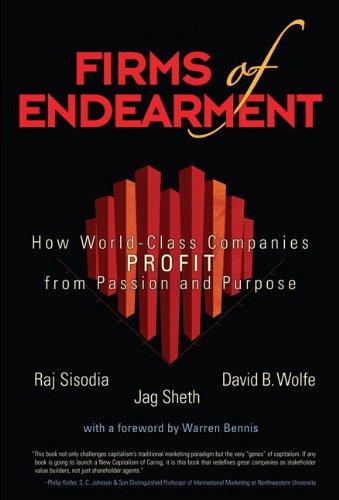 FIRMS of
ENDEARMENT
How World-Class Companies
PROFIT
from Passion and Purpose
Raj Sisodia
David B. Wolfe
Jag Sheth
with a foreword by Warren Bennis
"This book not only challenges capitalism's traditional marketing paradigm but the very "genes" of capitalism. If any
book is going to launch a New Capitalism of Caring, it is this book that redefines great companies as stakeholder
value builders, not just shareholder agents."
–Philip Kotler, S. C. Johnson & Son Distinguished Professor of International Marketing at Northwestern University